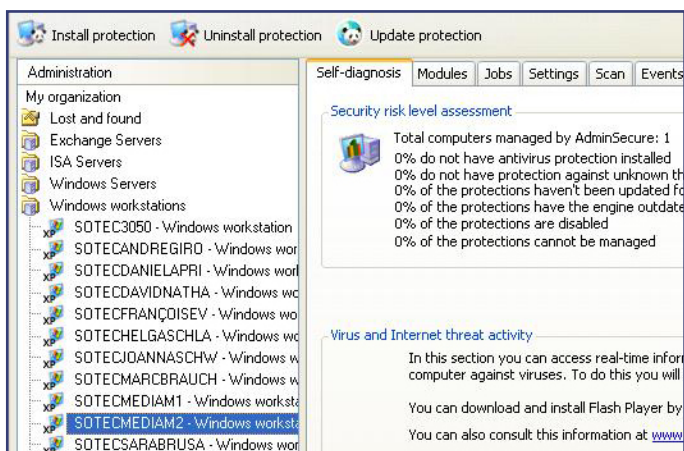 Install protection Uninstall protection Update protection
Administration
My organization
Lost and found
Exchange Servers
ISA Servers
Windows Servers
Windows workstations
SOTEC3050 - Windows workstation
SOTECANDREGIRO - Windows wor
SOTECDANIELAPRI - Windows worl
SOTECDAVIDNATHA - Windows wo
SOTECFRANÇOISEV - Windows wo
SOTECHELGASCHLA - Windows wo
SOTECJOANNASCHW - Windows w
SOTECMARCBRAUCH - Windows w
SOTECMEDIAM1 - Windows worksta
SOTECMEDIAM2 - Windows worksta
SOTECSARABRUSA - Windows wor
Self-diagnosis Modules Jobs Settings Scan Events
Security risk level assessment
Total computers managed by AdminSecure: 1
0% do not have antivirus protection installed
0% do not have protection against unknown th
0% of the protections haven't been updated fo
0% of the protections have the engine outdate
0% of the protections are disabled
0% of the protections cannot be managed
Virus and Internet threat activity
In this section you can access real-time infor
computer against viruses. To do this you will
You can download and install Flash Player by
You can also consult this information at www